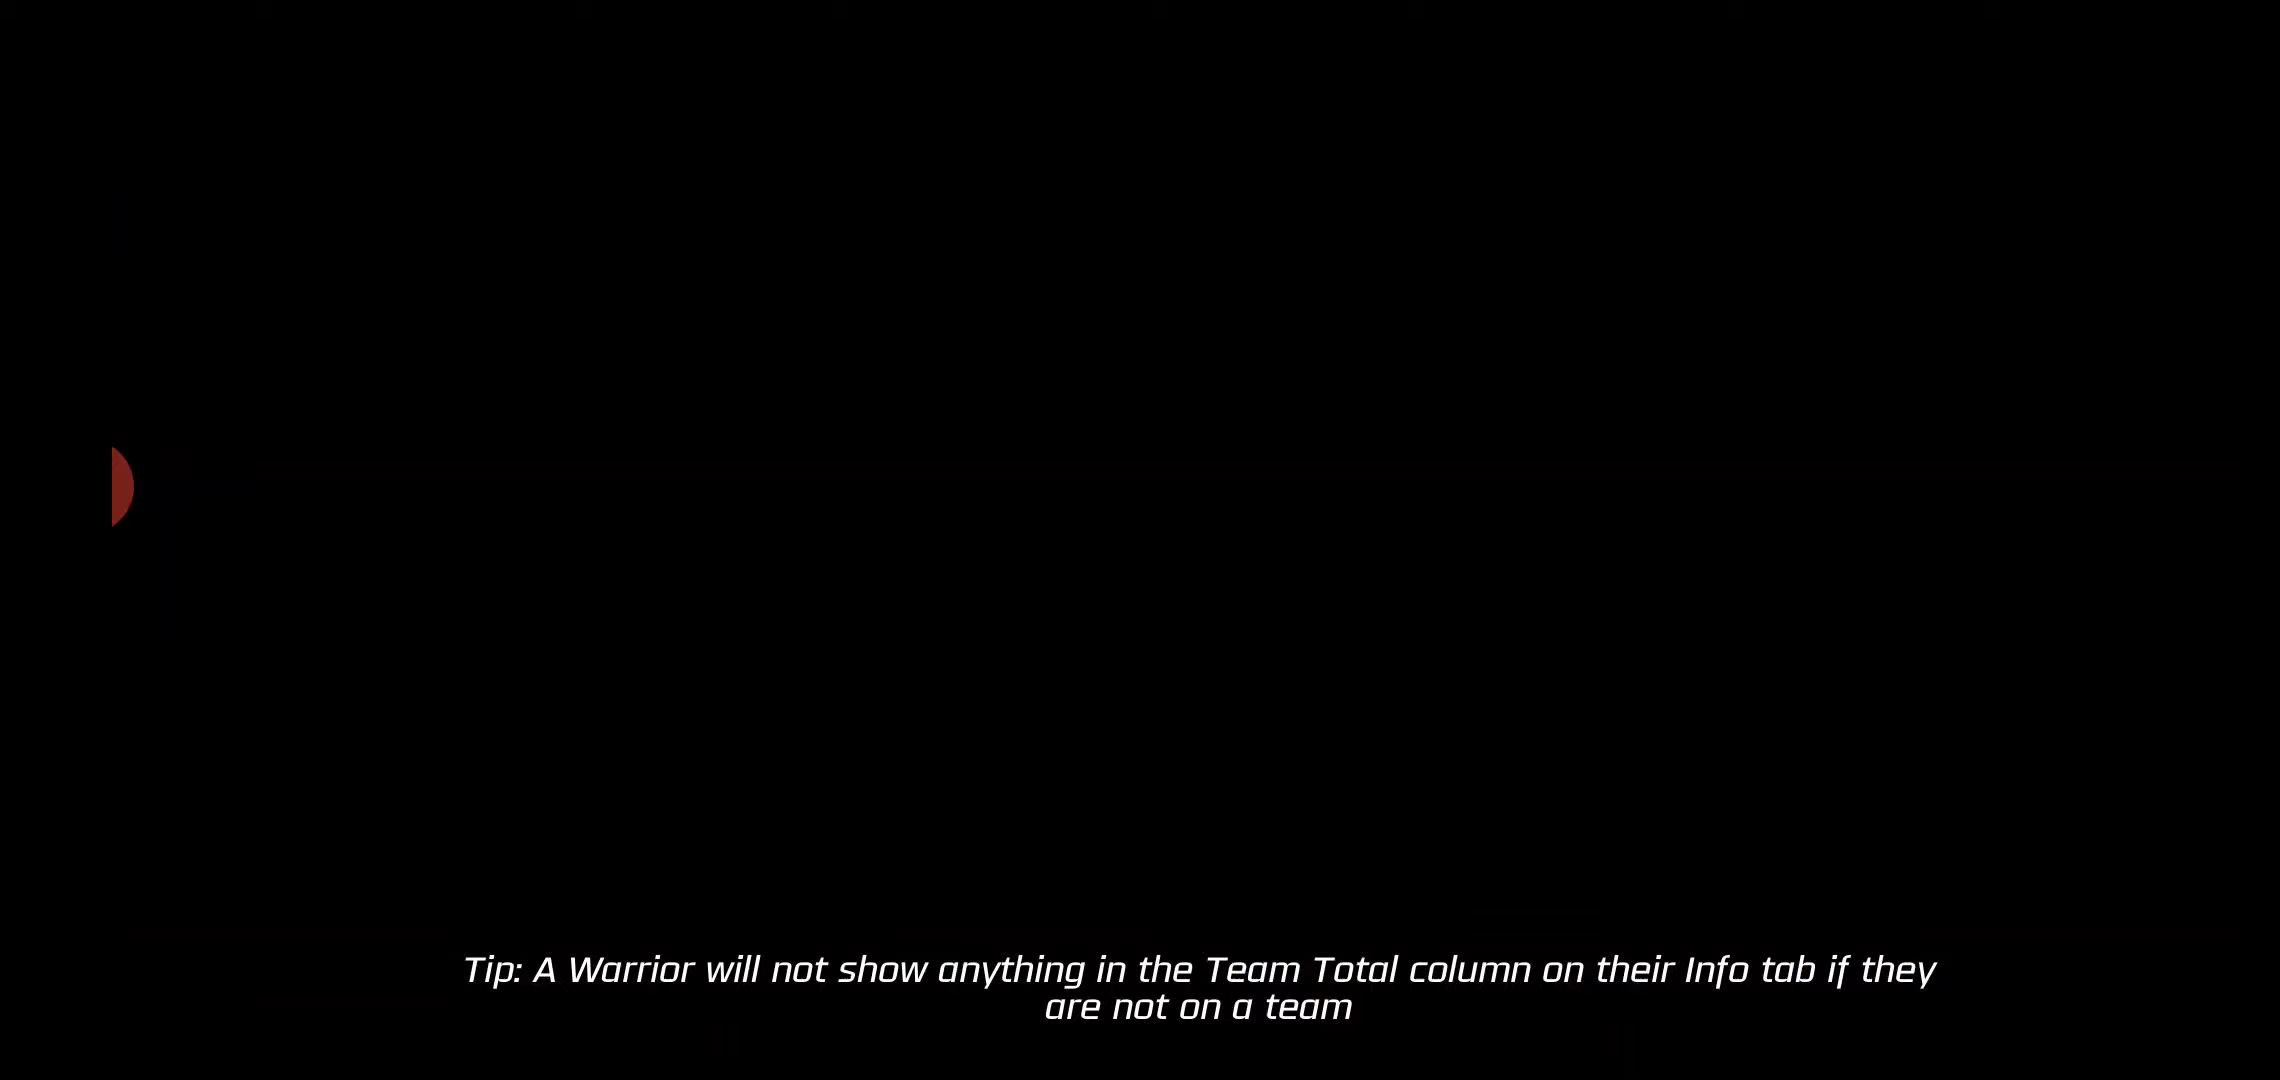 Tip: A Warrior will not show anything in the Team Total column on their Info tab if they
are not on a team